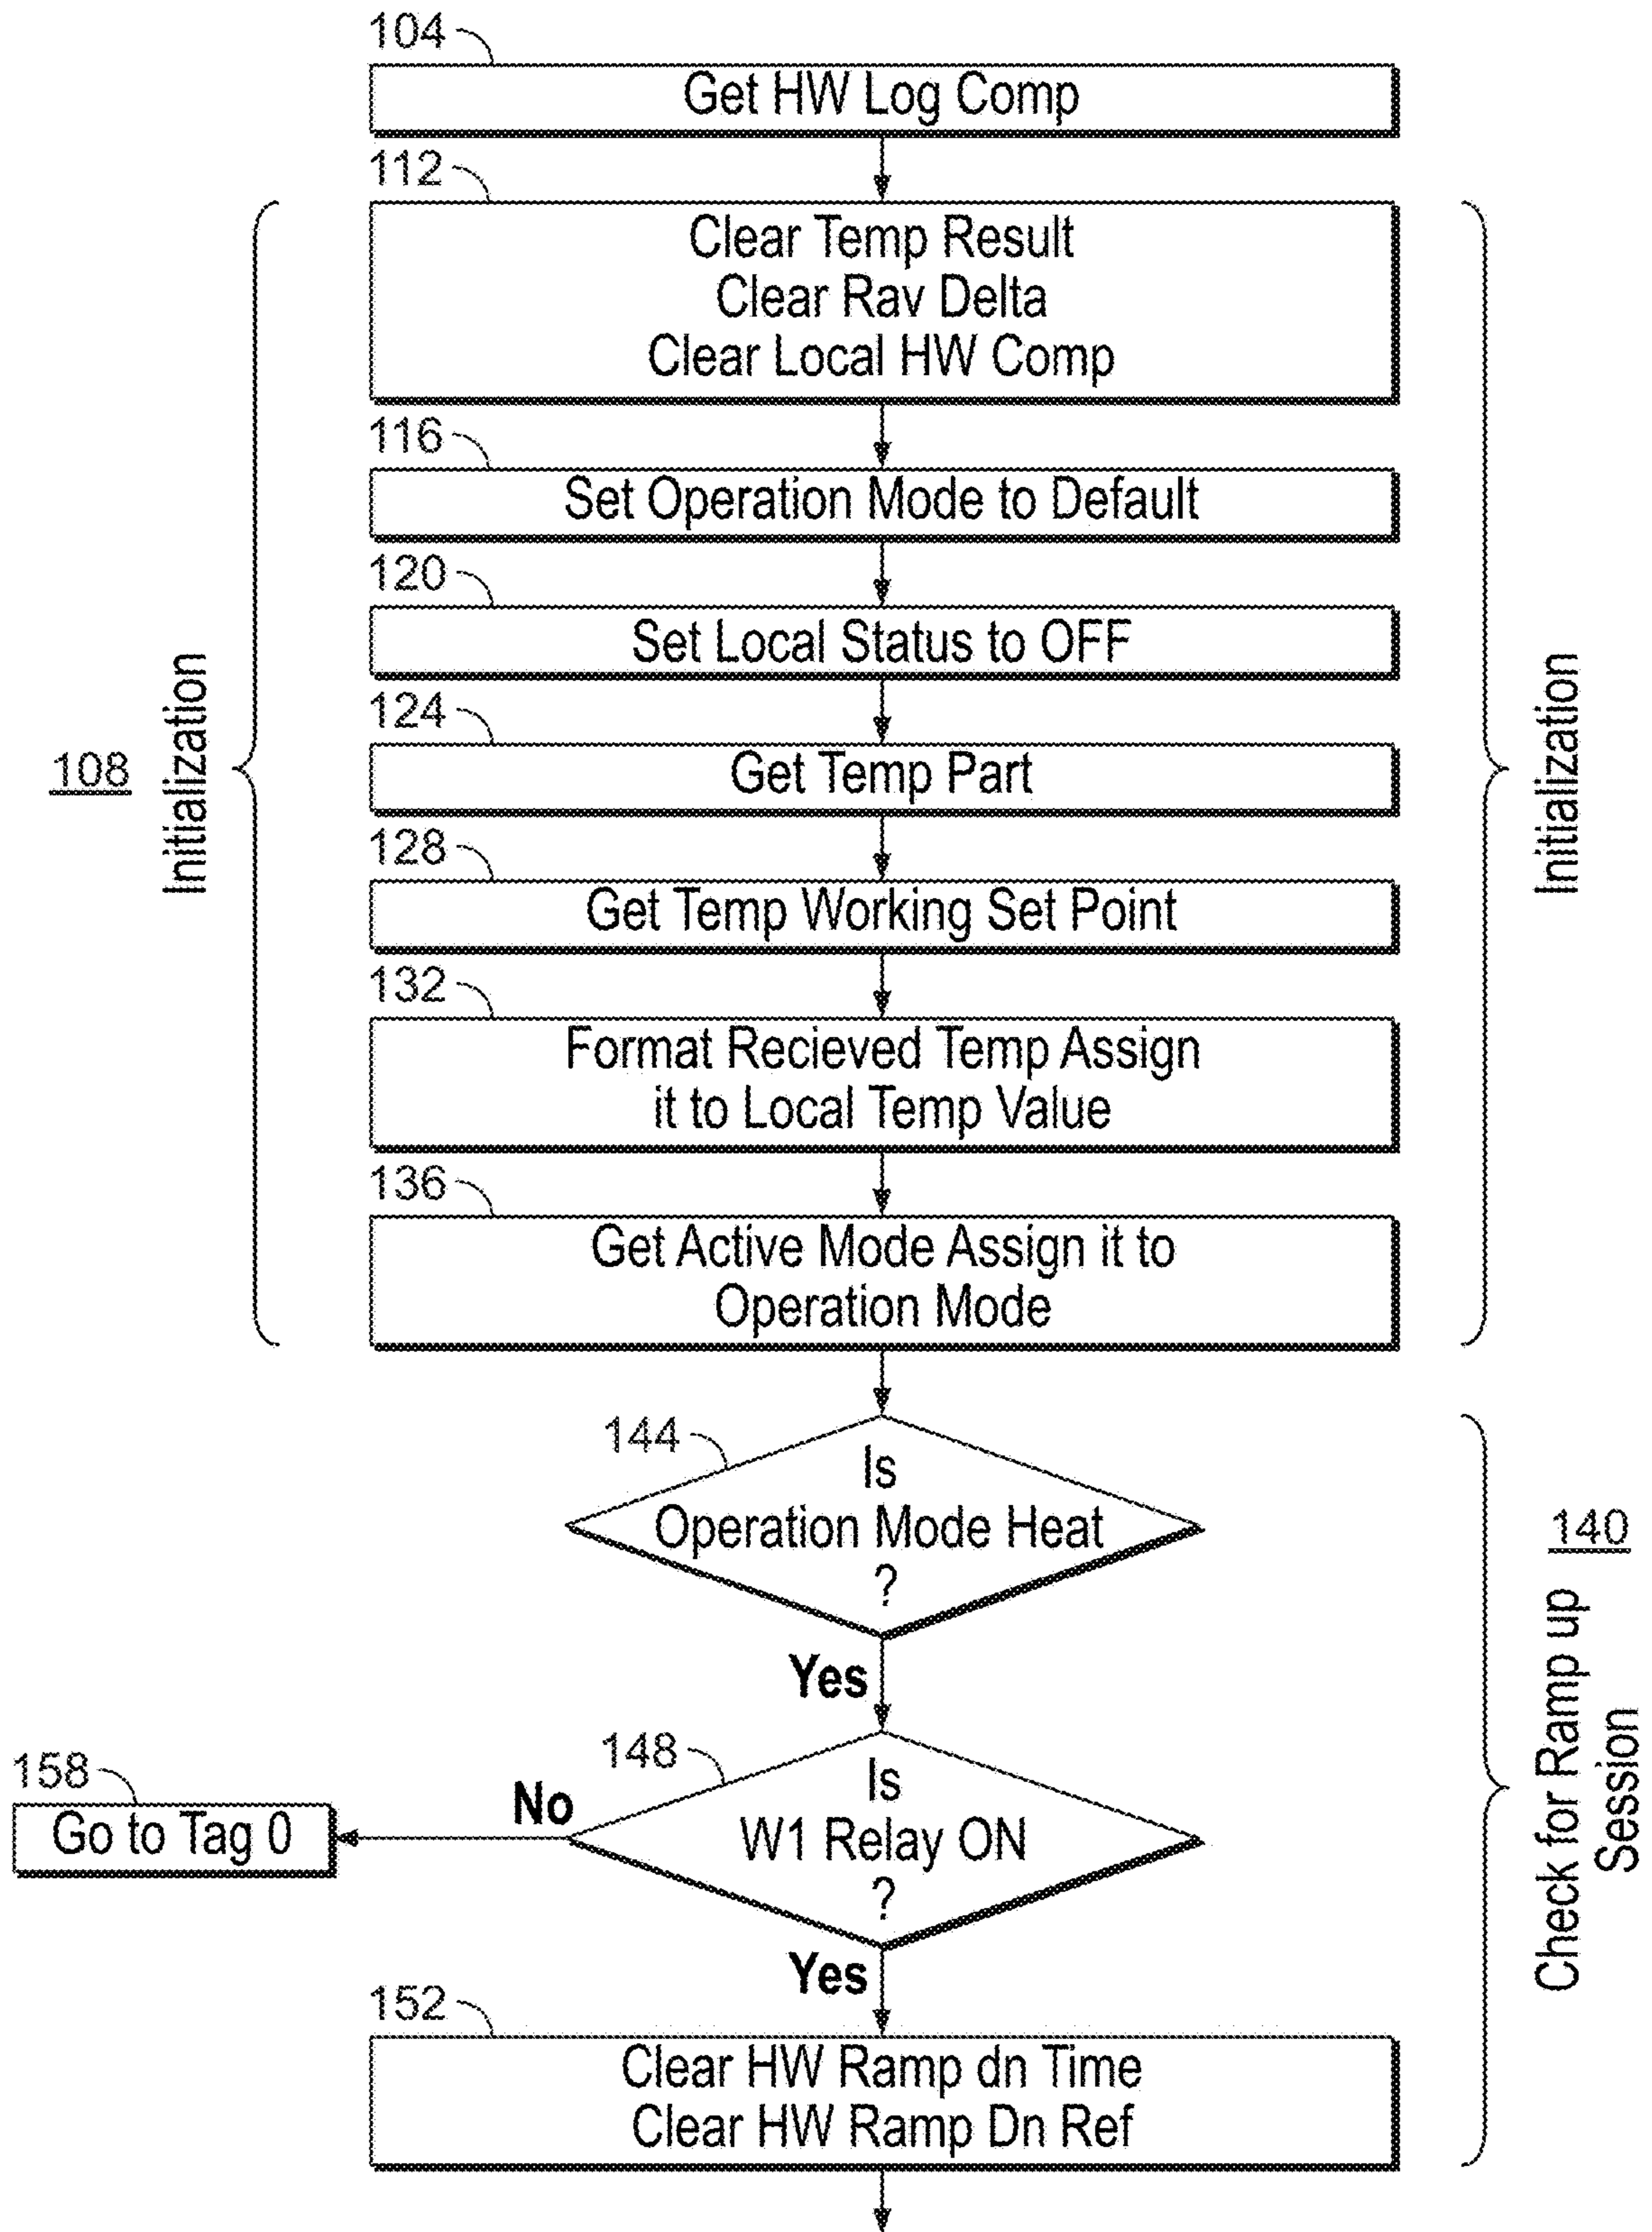 104
Get HW Log Comp
112
Clear Temp Result
Clear Rav Delta
Clear Local HW Comp
116
Set Operation Mode to Default
120
Set Local Status to OFF
124
Get Temp Part
108
Initialization
Initialization
128
Get Temp Working Set Point
132
Format Recieved Temp Assign
it to Local Temp Value
136
Get Active Mode Assign it to
Operation Mode
144
Is
Operation Mode Heat
?
140
Check for Ramp up
Session
Yes
148
Is
W1 Relay ON
?
No
158
Go to Tag 0
Yes
152
Clear HW Ramp dn Time
Clear HW Ramp Dn Ref